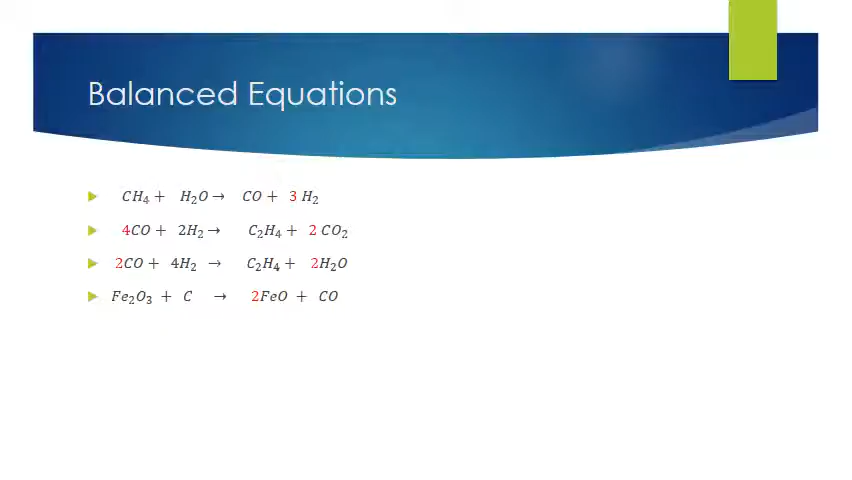 Balanced Equations
CH₄ + H₂O → CO + 3 H₂
4CO + 2H₂ → C₂H₄ + 2 CO₂
2CO + 4H₂ → C₂H₄ + 2H₂O
Fe₂O₃ + C → 2FeO + CO